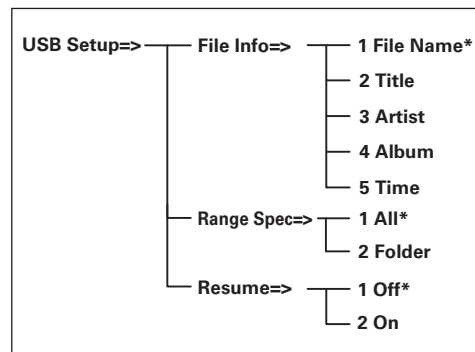 USB Setup=> File Info=> 1 File Name*
2 Title
3 Artist
4 Album
5 Time
Range Spec=> 1 All*
2 Folder
Resume=> 1 Off*
2 On